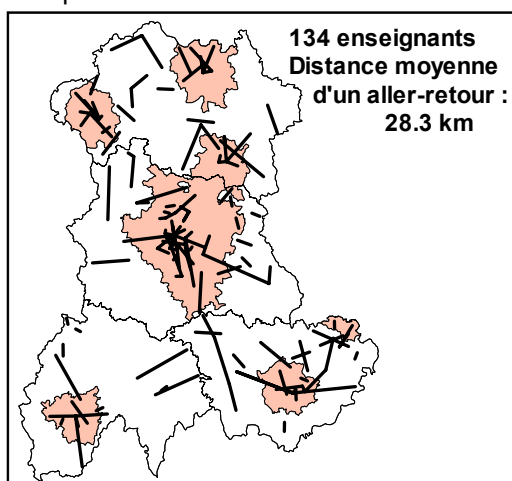 134 enseignants
Distance moyenne
d'un aller-retour :
28.3 km